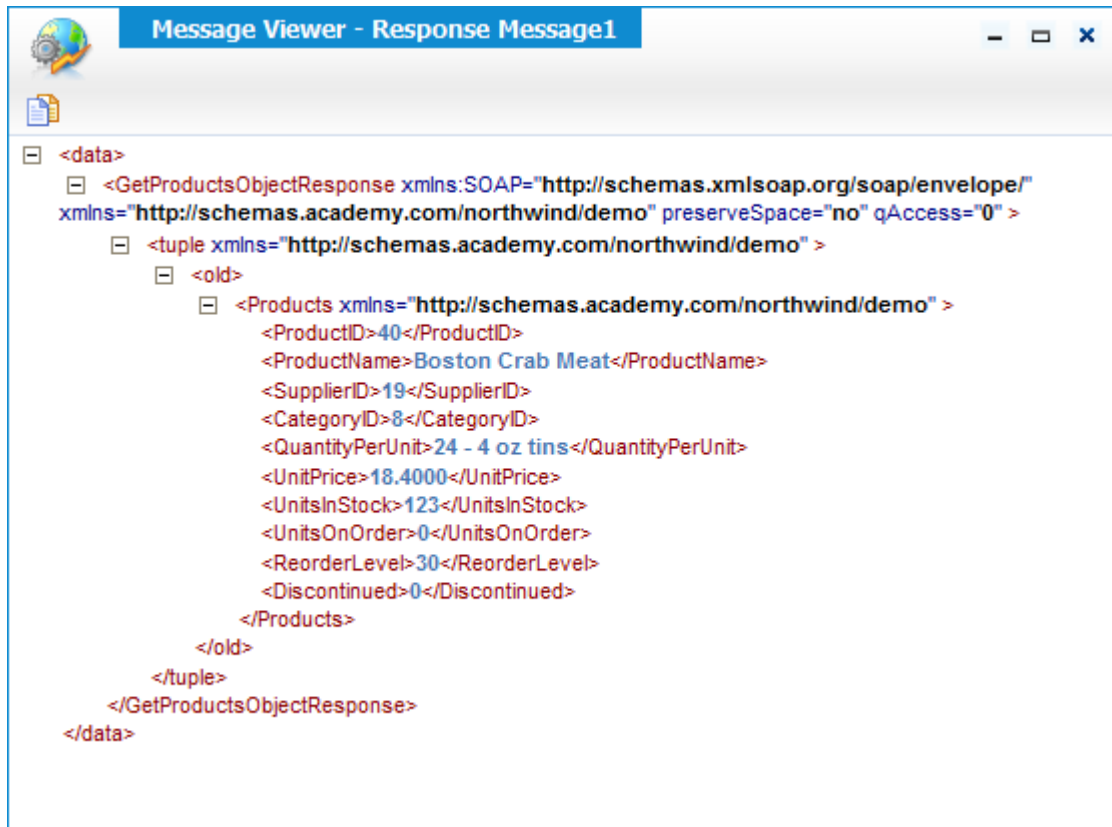 Message Viewer - Response Message1
<data>
<GetProductsObjectResponse xmlns:SOAP="http://schemas.xmlsoap.org/soap/envelope/"
xmlns="http://schemas.academy.com/northwind/demo" preserveSpace="no" qAccess="0" >
<tuple xmlns="http://schemas.academy.com/northwind/demo" >
<old>
<Products xmlns="http://schemas.academy.com/northwind/demo" >
<ProductID>40</ProductID>
<ProductName>Boston Crab Meat</ProductName>
<SupplierID>19</SupplierID>
<CategoryID>8</CategoryID>
<QuantityPerUnit>24 - 4 oz tins</QuantityPerUnit>
<UnitPrice>18.4000</UnitPrice>
<UnitsInStock>123</UnitsInStock>
<UnitsOnOrder>0</UnitsOnOrder>
<ReorderLevel>30</ReorderLevel>
<Discontinued>0</Discontinued>
</Products>
</old>
</tuple>
</GetProductsObjectResponse>
</data>